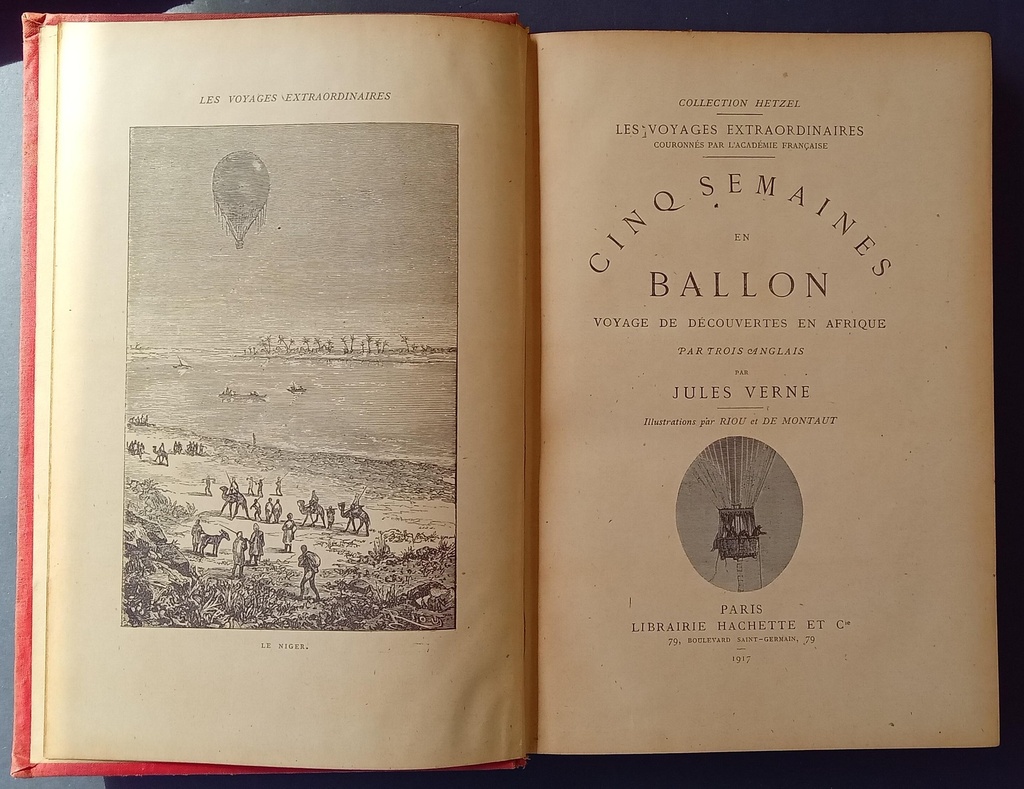 LES VOYAGES EXTRAORDINAIRES
LE NIGER.
COLLECTION HETZEL
LES VOYAGES EXTRAORDINAIRES
COURONNÉS PAR L'ACADÉMIE FRANÇAISE
CINQ SEMAINES
EN
BALLON
VOYAGE DE DÉCOUVERTES EN AFRIQUE
PAR TROIS ANGLAIS
PAR
JULES VERNE
Illustrations par RIOU et DE MONTAUT
PARIS
LIBRAIRIE HACHETTE ET Cie
79, BOULEVARD SAINT-GERMAIN, 79
1917